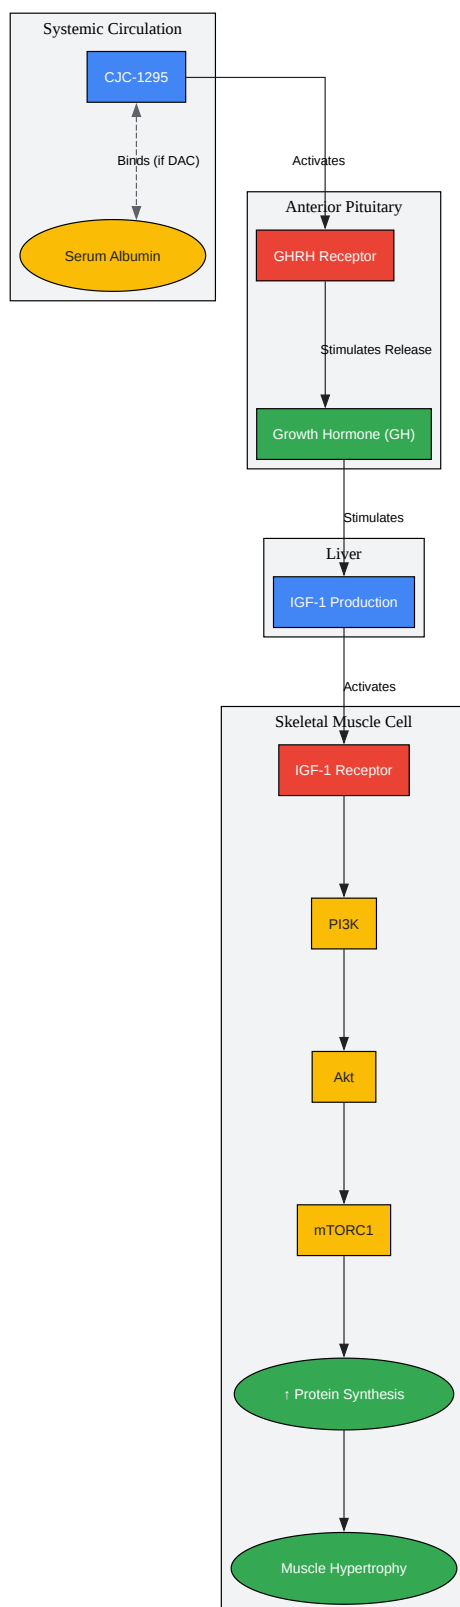 Systemic Circulation
CJC-1295
Binds (if DAC)
Serum Albumin
Activates
Anterior Pituitary
GHRH Receptor
Stimulates Release
Growth Hormone (GH)
Stimulates
Liver
IGF-1 Production
Activates
Skeletal Muscle Cell
IGF-1 Receptor
PI3K
Akt
mTORC1
↑ Protein Synthesis
Muscle Hypertrophy